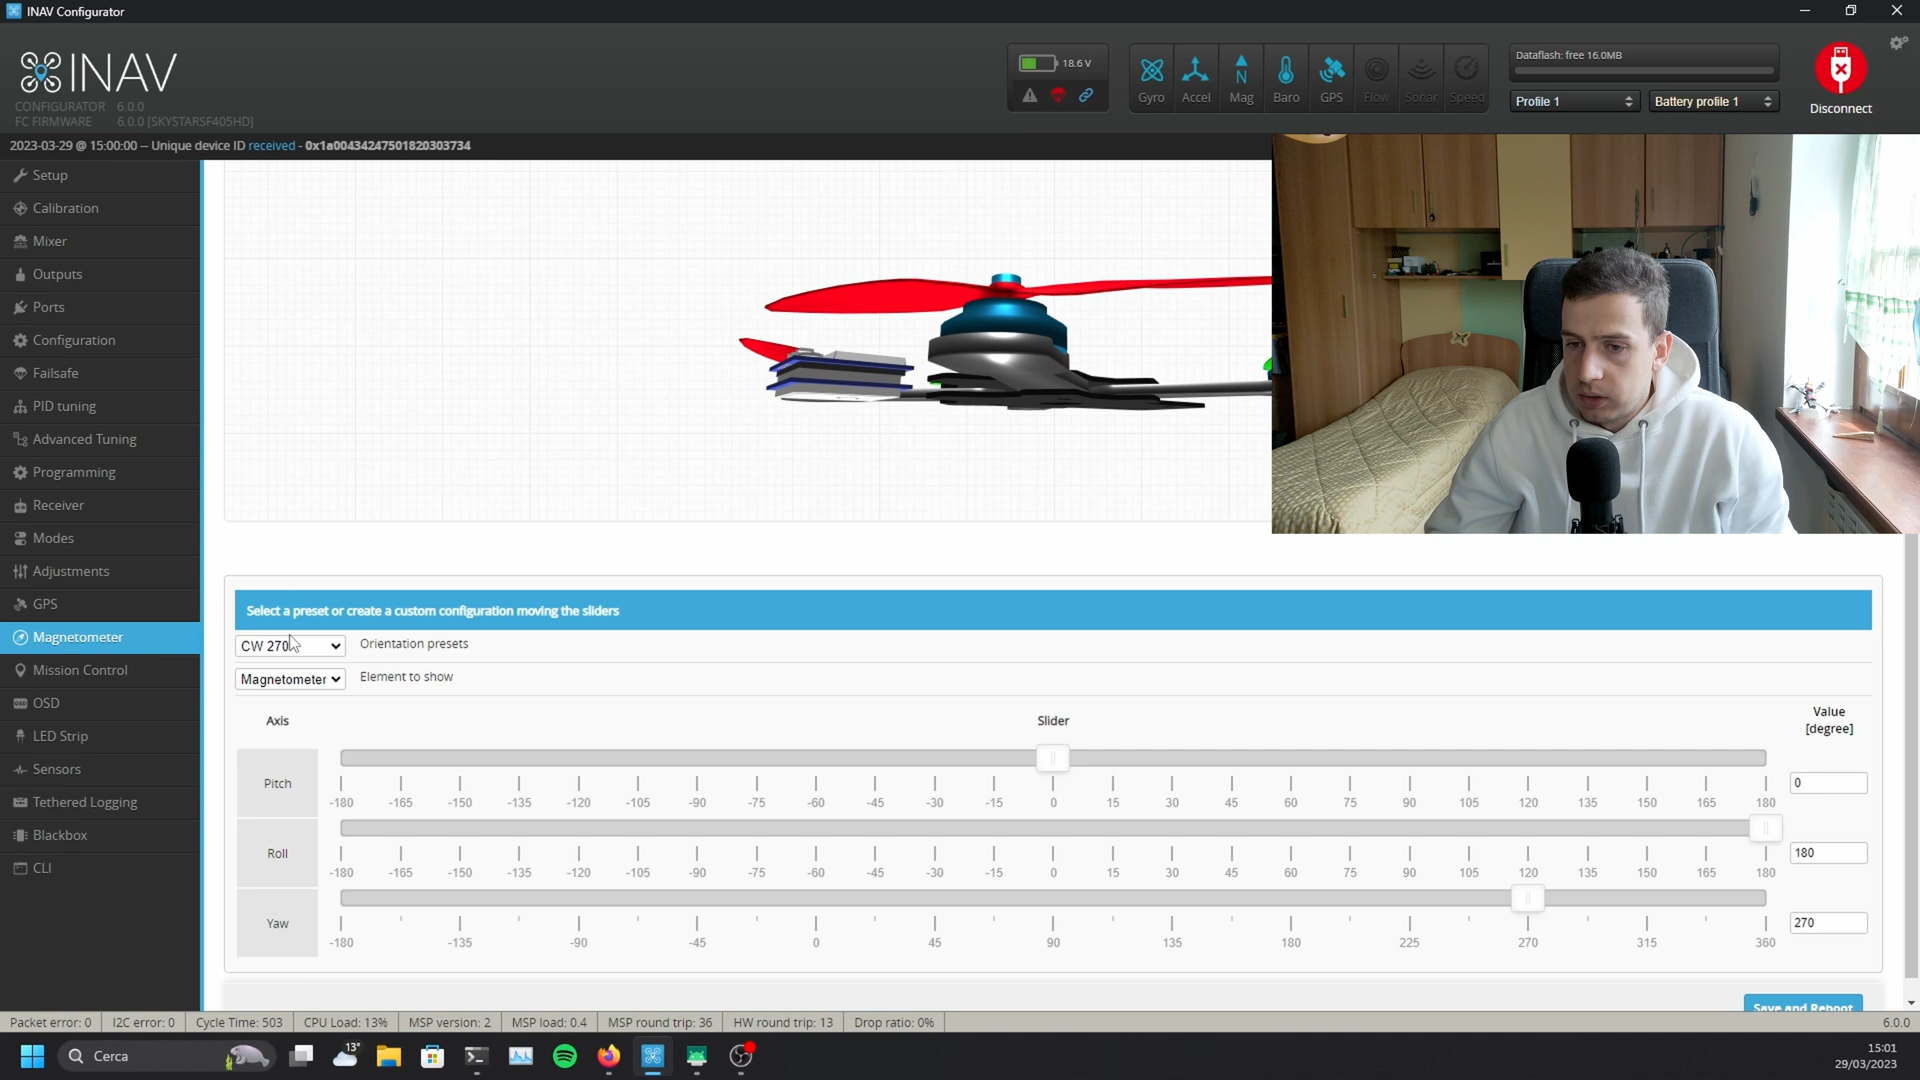 INAV Configurator
INAV
CONFIGURATOR 6.0.0
FC FIRMWARE 6.0.0 [SKYSTARSF405HD]
18.6 V
Gyro Accel Mag Baro GPS Flow Sonar Speed
Dataflash: free 16.0MB
Profile 1 Battery profile 1
Disconnect
2023-03-29 @ 15:00:00 -- Unique device ID received - 0x1a00434247501820303734
Setup
Calibration
Mixer
Outputs
Ports
Configuration
Failsafe
PID tuning
Advanced Tuning
Programming
Receiver
Modes
Adjustments
GPS
Magnetometer
Mission Control
OSD
LED Strip
Sensors
Tethered Logging
Blackbox
CLI
Select a preset or create a custom configuration moving the sliders
CW 270 Orientation presets
Magnetometer Element to show
Axis Slider Value
[degree]
Pitch 0
-180 -165 -150 -135 -120 -105 -90 -75 -60 -45 -30 -15 0 15 30 45 60 75 90 105 120 135 150 165 180
Roll 180
-180 -165 -150 -135 -120 -105 -90 -75 -60 -45 -30 -15 0 15 30 45 60 75 90 105 120 135 150 165 180
Yaw 270
-180 -135 -90 -45 0 45 90 135 180 225 270 315 360
Save and Reboot
Packet error: 0 I2C error: 0 Cycle Time: 503 CPU Load: 13% MSP version: 2 MSP load: 0.4 MSP round trip: 36 HW round trip: 13 Drop ratio: 0% 6.0.0
Cerca 13° 15:01
29/03/2023